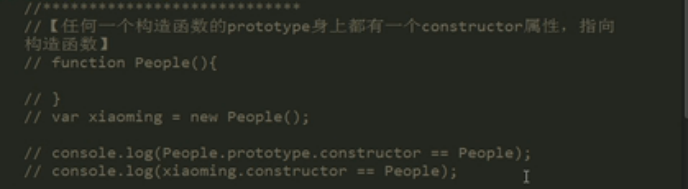 //****************************
//【任何一个构造函数的prototype身上都有一个constructor属性，指向
构造函数】
// function People(){
// }
// var xiaoming = new People();
// console.log(People.prototype.constructor == People);
// console.log(xiaoming.constructor == People);